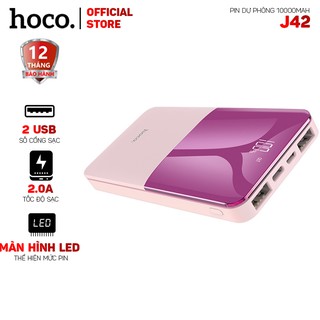 hoco.
OFFICIAL
STORE
PIN DỰ PHÒNG 10000MAH
J42
12
THÁNG
BẢO HÀNH
2 USB
SỐ CỔNG SẠC
2.0A
TỐC ĐỘ SẠC
LED
MÀN HÌNH LED
THỂ HIỆN MỨC PIN
100